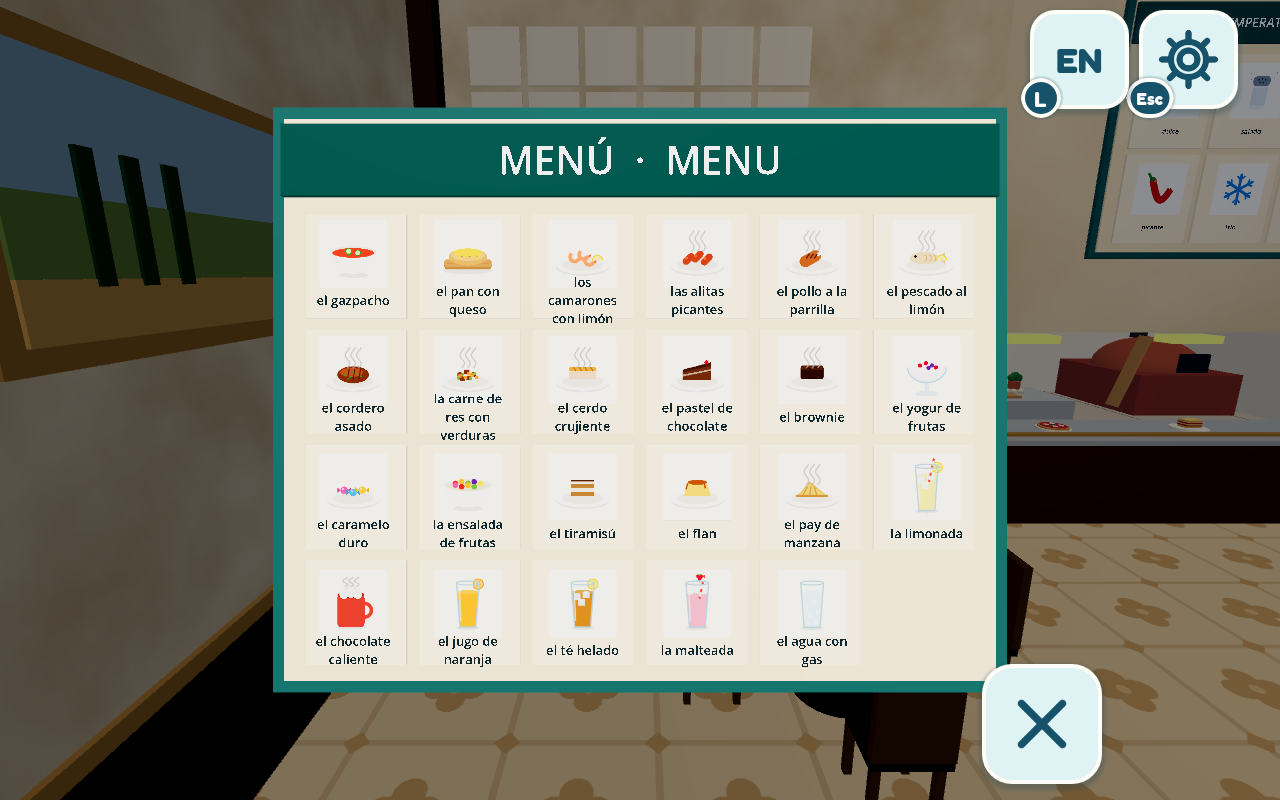 EN
L
Esc
dulce
salado
picante
frío
MENÚ · MENU
el gazpacho
el pan con
queso
los
camarones
con limón
las alitas
picantes
el pollo a la
parrilla
el pescado al
limón
el cordero
asado
la carne de
res con
verduras
el cerdo
crujiente
el pastel de
chocolate
el brownie
el yogur de
frutas
el caramelo
duro
la ensalada
de frutas
el tiramisú
el flan
el pay de
manzana
la limonada
el chocolate
caliente
el jugo de
naranja
el té helado
la malteada
el agua con
gas